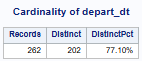 Cardinality of depart_dt
Records Distinct DistinctPct
262 202 77.10%